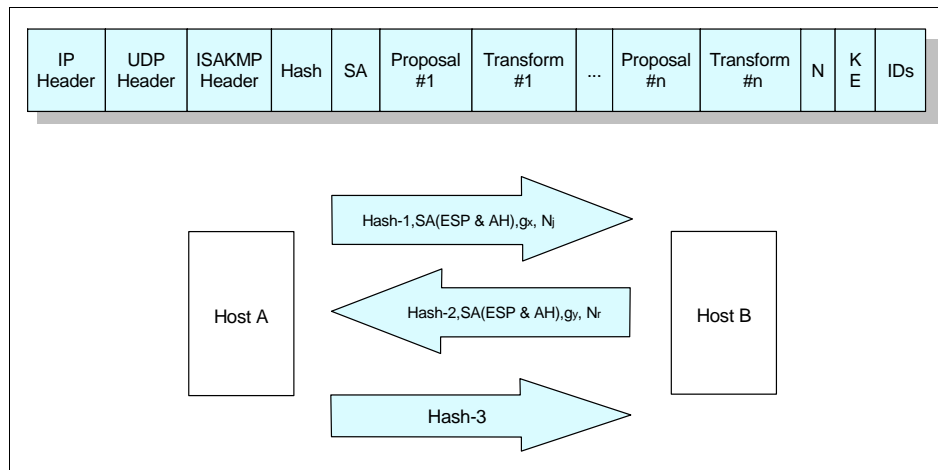 IP
Header
UDP
Header
ISAKMP
Header
Hash
SA
Proposal
#1
Transform
#1
...
Proposal
#n
Transform
#n
N
K
E
IDs
Hash-1,SA(ESP & AH),gx, Nj
Host A
Host B
Hash-2,SA(ESP & AH),gy, Nr
Hash-3